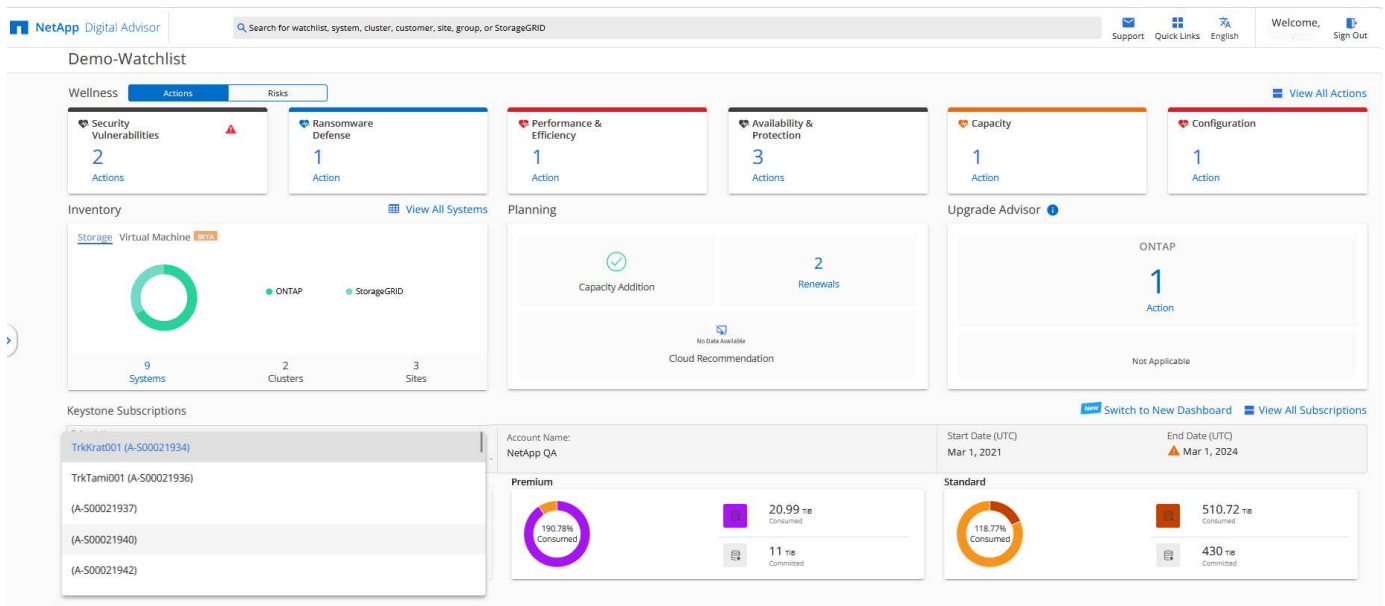 NetApp Digital Advisor
Search for watchlist, system, cluster, customer, site, group, or StorageGRID
Support
Quick Links
English
Welcome,
Sign Out
Demo-Watchlist
Wellness
Actions
Risks
View All Actions
Security
Vulnerabilities
2
Actions
Ransomware
Defense
1
Action
Performance &
Efficiency
1
Action
Availability &
Protection
3
Actions
Capacity
1
Action
Configuration
1
Action
Inventory
View All Systems
Storage Virtual Machine BETA
ONTAP
StorageGRID
9
Systems
2
Clusters
3
Sites
Planning
Capacity Addition
2
Renewals
No Data Available
Cloud Recommendation
Upgrade Advisor
ONTAP
1
Action
Not Applicable
Keystone Subscriptions
New Switch to New Dashboard
View All Subscriptions
TrkKrat001 (A-S00021934)
TrkTami001 (A-S00021936)
(A-S00021937)
(A-S00021940)
(A-S00021942)
Account Name:
NetApp QA
Start Date (UTC)
Mar 1, 2021
End Date (UTC)
Mar 1, 2024
Premium
190.78%
Consumed
20.99 TiB
Consumed
11 TiB
Committed
Standard
118.77%
Consumed
510.72 TiB
Consumed
430 TiB
Committed